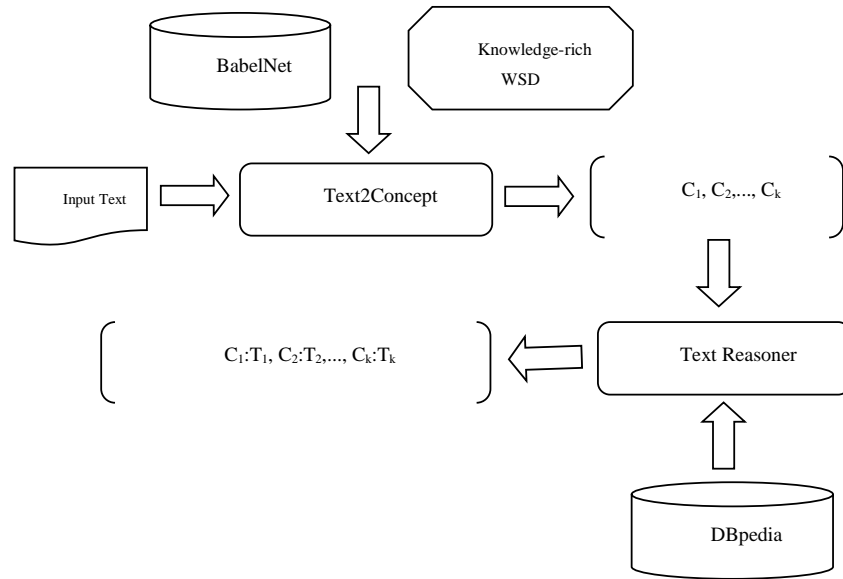 BabelNet
Knowledge-rich
WSD
Input Text
Text2Concept
C₁, C₂,..., Cₖ
C₁:T₁, C₂:T₂,..., Cₖ:Tₖ
Text Reasoner
DBpedia